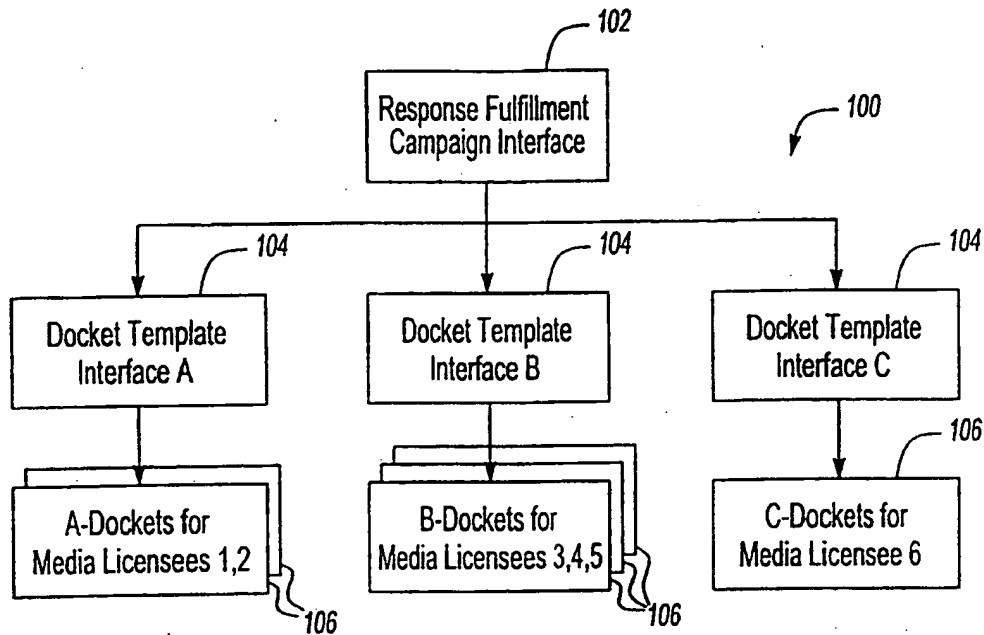 102
Response Fulfillment
Campaign Interface
100
104
104
104
Docket Template
Interface A
Docket Template
Interface B
Docket Template
Interface C
106
A-Dockets for
Media Licensees 1,2
B-Dockets for
Media Licensees 3,4,5
C-Dockets for
Media Licensee 6
106
106